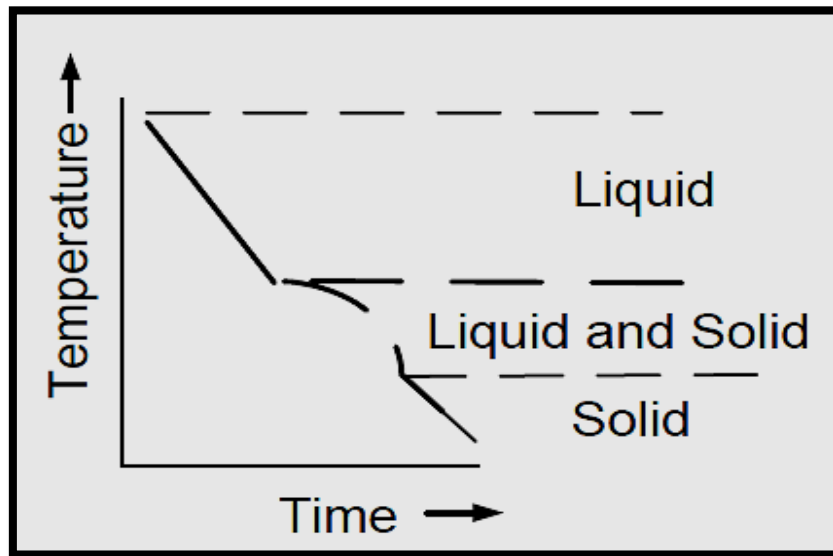 Temperature
Liquid
Liquid and Solid
Solid
Time